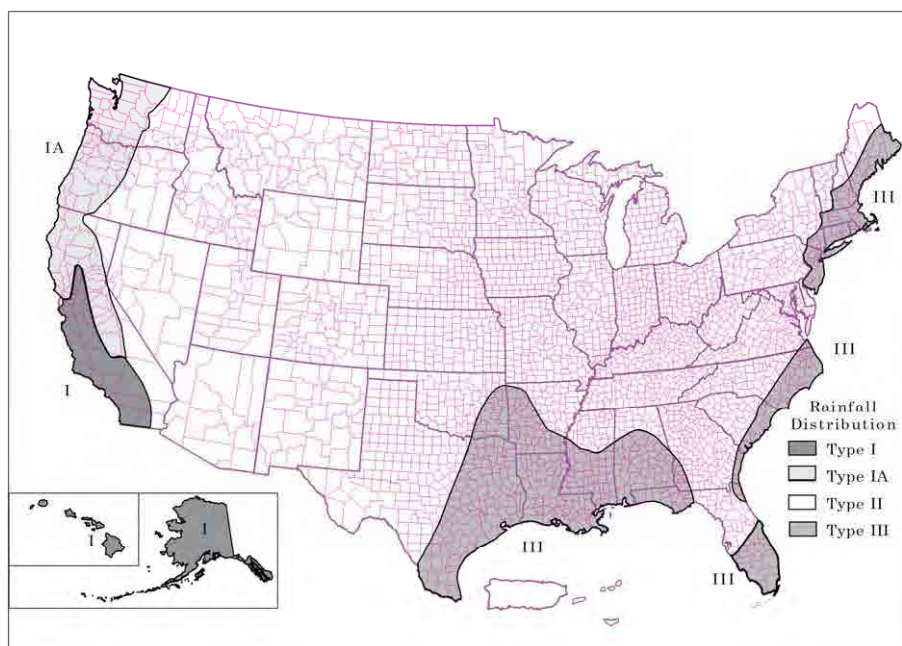 IA
III
III
I
Rainfall
Distribution
Type I
Type IA
Type II
Type III
I
I
III
III